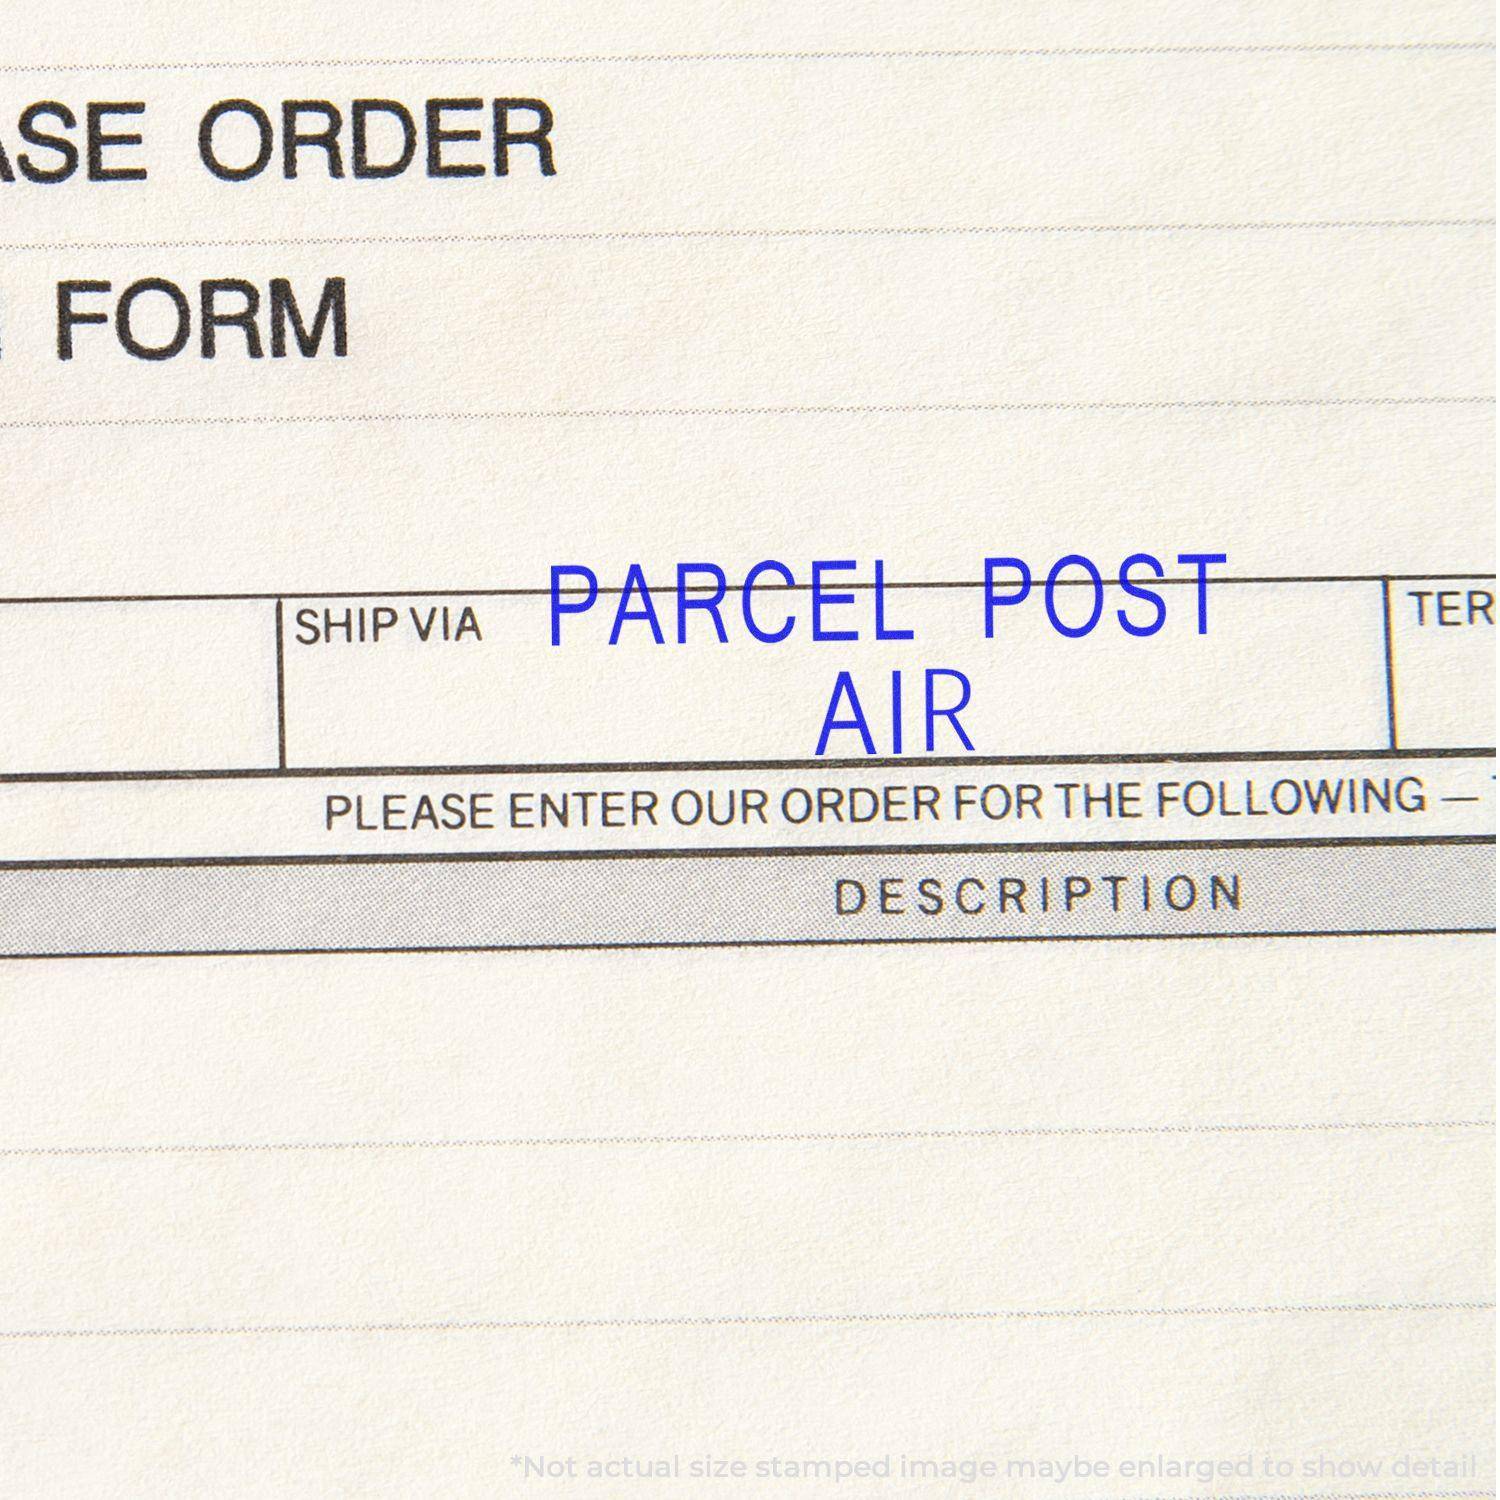 ASE ORDER
FORM
SHIP VIA
PARCEL POST
AIR
TER
PLEASE ENTER OUR ORDER FOR THE FOLLOWING —
DESCRIPTION
*Not actual size stamped image maybe enlarged to show detail